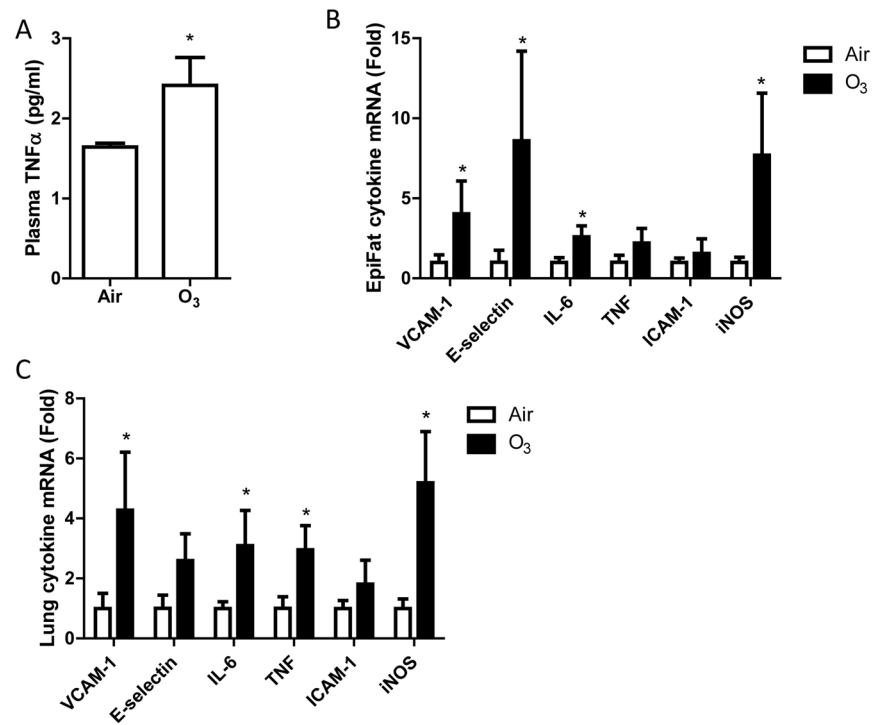 A
Plasma TNFα (pg/ml)
3
2
1
0
*
Air
O₃
B
EpiFat cytokine mRNA (Fold)
15
10
5
0
*
*
*
*
VCAM-1
E-selectin
IL-6
TNF
ICAM-1
iNOS
Air
O₃
C
Lung cytokine mRNA (Fold)
8
6
4
2
0
*
*
*
*
VCAM-1
E-selectin
IL-6
TNF
ICAM-1
iNOS
Air
O₃